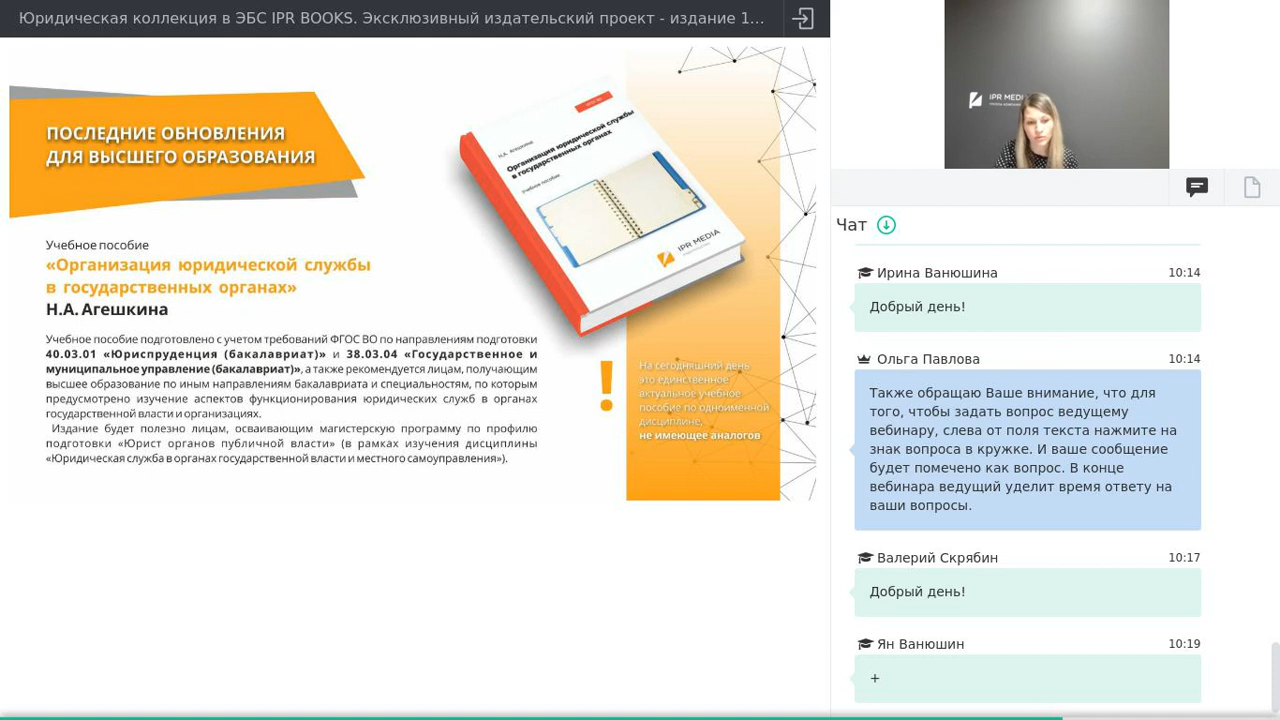 Юридическая коллекция в ЭБС IPR BOOKS. Эксклюзивный издательский проект - издание 1...
ПОСЛЕДНИЕ ОБНОВЛЕНИЯ
ДЛЯ ВЫСШЕГО ОБРАЗОВАНИЯ
Н.А. Агешкина
Организация юридической службы
в государственных органах
Учебное пособие
IPR MEDIA
Учебное пособие
«Организация юридической службы
в государственных органах»
Н.А. Агешкина
Учебное пособие подготовлено с учетом требований ФГОС ВО по направлениям подготовки
40.03.01 «Юриспруденция (бакалавриат)» и 38.03.04 «Государственное и
муниципальное управление (бакалавриат)», а также рекомендуется лицам, получающим
высшее образование по иным направлениям бакалавриата и специальностям, по которым
предусмотрено изучение аспектов функционирования юридических служб в органах
государственной власти и организациях.
Издание будет полезно лицам, осваивающим магистерскую программу по профилю
подготовки «Юрист органов публичной власти» (в рамках изучения дисциплины
«Юридическая служба в органах государственной власти и местного самоуправления»).
!
На сегодняшний день
это единственное
актуальное учебное
пособие по одноименной
дисциплине,
не имеющее аналогов
IPR MEDI
Чат
Ирина Ванюшина 10:14
Добрый день!
Ольга Павлова 10:14
Также обращаю Ваше внимание, что для
того, чтобы задать вопрос ведущему
вебинару, слева от поля текста нажмите на
знак вопроса в кружке. И ваше сообщение
будет помечено как вопрос. В конце
вебинара ведущий уделит время ответу на
ваши вопросы.
Валерий Скрябин 10:17
Добрый день!
Ян Ванюшин 10:19
+